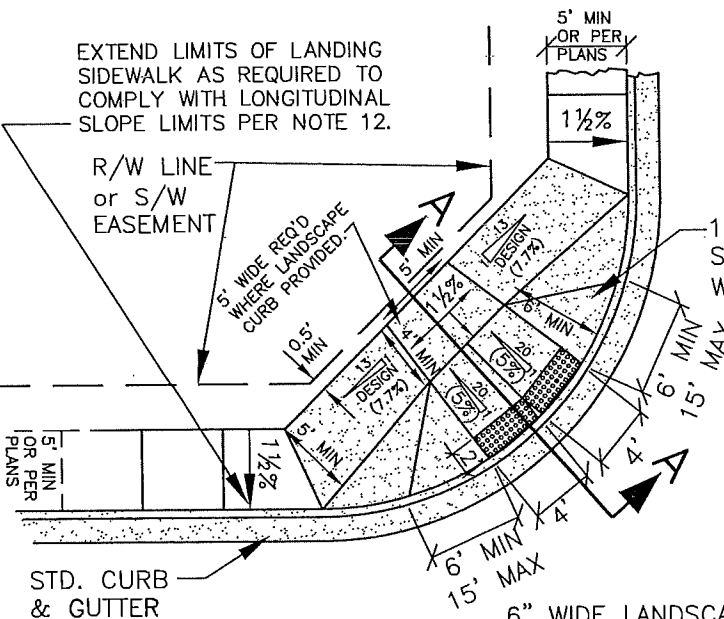 5' MIN
OR PER
PLANS
EXTEND LIMITS OF LANDING
SIDEWALK AS REQUIRED TO
COMPLY WITH LONGITUDINAL
SLOPE LIMITS PER NOTE 12.
1½%
R/W LINE
or S/W
EASEMENT
A
5' WIDE REQ'D
WHERE LANDSCAPE
CURB PROVIDED.
5' MIN
13
1
DESIGN
(7.7%)
1
S
W
0.5'
MIN
1½%
4' MIN
6' MIN
13
1
DESIGN
(7.7%)
20
1
(5%)
20
1
(5%)
6' MIN
15' MAX
5' MIN
OR PER
PLANS
1½%
5' MIN
2'
4'
A
4'
6' MIN
15' MAX
STD. CURB
& GUTTER
6" WIDE LANDSCA